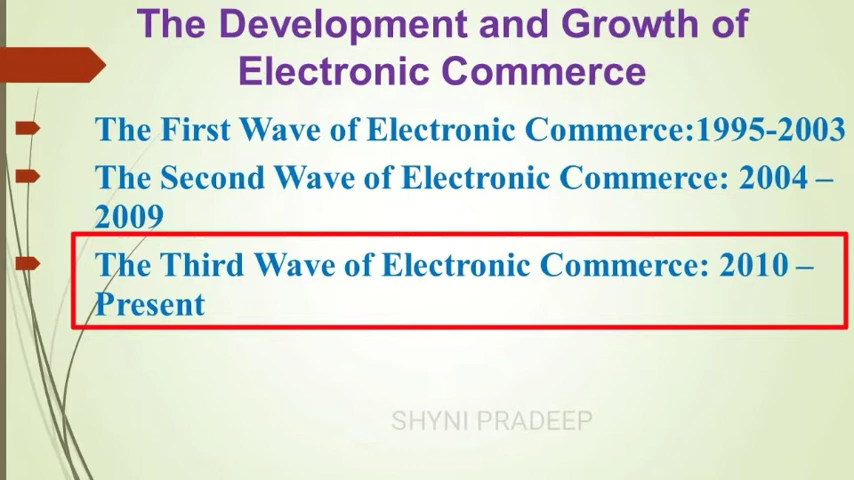 The Development and Growth of
Electronic Commerce
The First Wave of Electronic Commerce:1995-2003
The Second Wave of Electronic Commerce: 2004 –
2009
The Third Wave of Electronic Commerce: 2010 –
Present
SHYNI PRADEEP